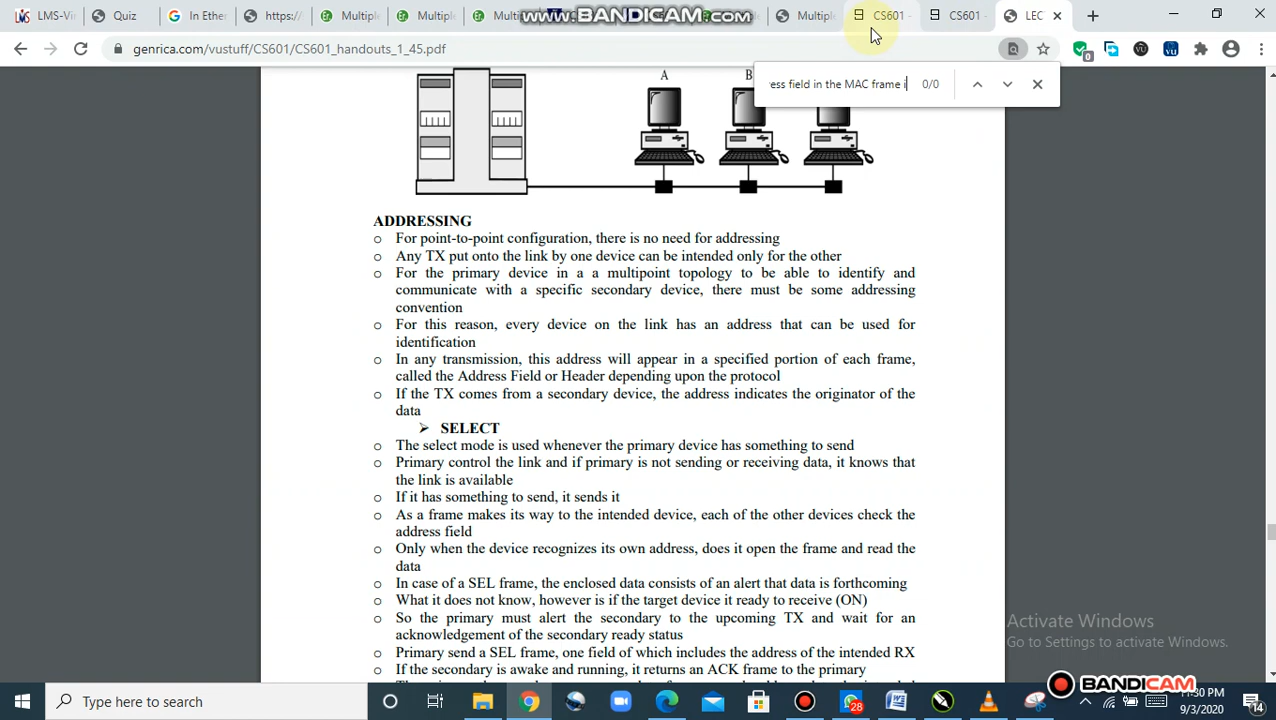 LMS-Vi
Quiz
In Ether
https:/
Multiple
Multiple
Mult
www.BANDICAM.com
Multiple
CS601 -
CS601 -
LEC
genrica.com/vustuff/CS601/CS601_handouts_1_45.pdf
ress field in the MAC frame i
0/0
A
B
ADDRESSING
o For point-to-point configuration, there is no need for addressing
o Any TX put onto the link by one device can be intended only for the other
o For the primary device in a a multipoint topology to be able to identify and
communicate with a specific secondary device, there must be some addressing
convention
o For this reason, every device on the link has an address that can be used for
identification
o In any transmission, this address will appear in a specified portion of each frame,
called the Address Field or Header depending upon the protocol
o If the TX comes from a secondary device, the address indicates the originator of the
data
➢ SELECT
o The select mode is used whenever the primary device has something to send
o Primary control the link and if primary is not sending or receiving data, it knows that
the link is available
o If it has something to send, it sends it
o As a frame makes its way to the intended device, each of the other devices check the
address field
o Only when the device recognizes its own address, does it open the frame and read the
data
o In case of a SEL frame, the enclosed data consists of an alert that data is forthcoming
o What it does not know, however is if the target device it ready to receive (ON)
o So the primary must alert the secondary to the upcoming TX and wait for an
acknowledgement of the secondary ready status
o Primary send a SEL frame, one field of which includes the address of the intended RX
o If the secondary is awake and running, it returns an ACK frame to the primary
Activate Windows
Go to Settings to activate Windows.
BANDICAM
Type here to search
28
:30 PM
9/3/2020
14